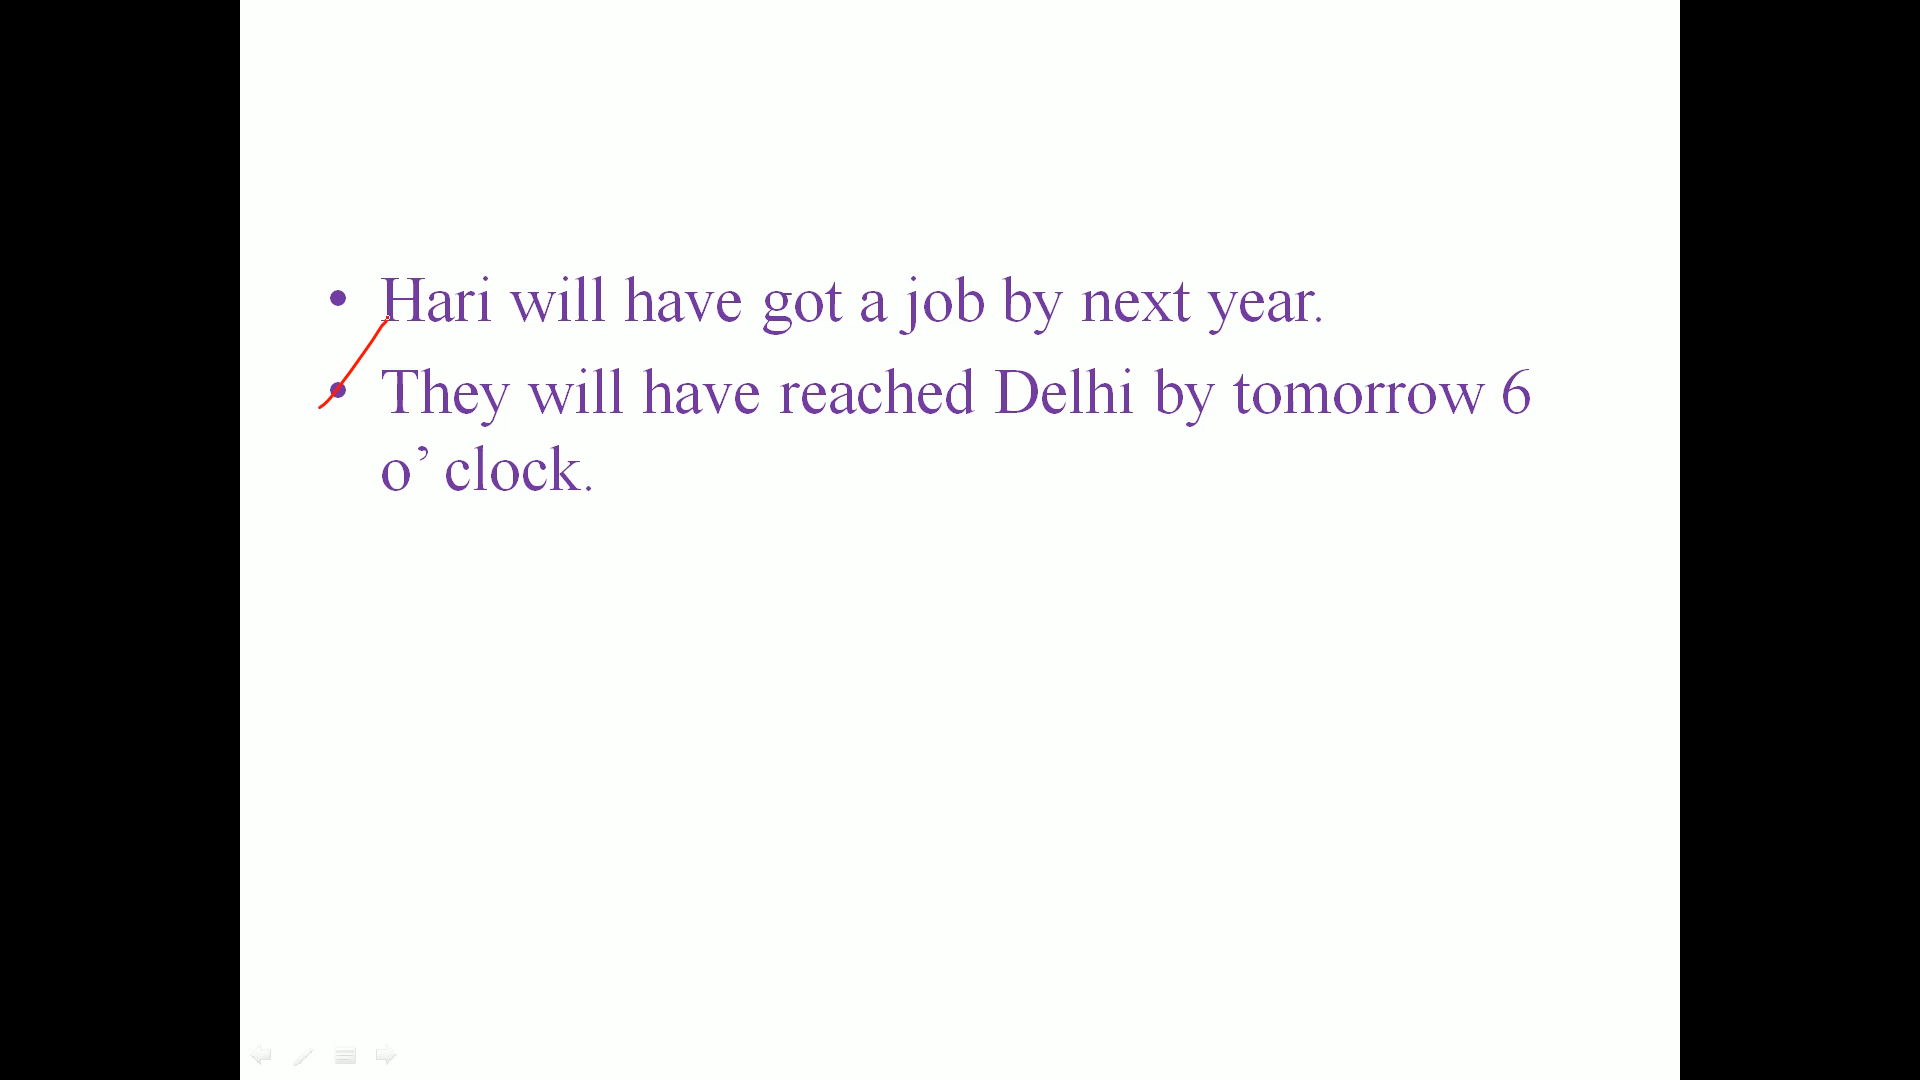 • Hari will have got a job by next year.
• They will have reached Delhi by tomorrow 6
o’ clock.